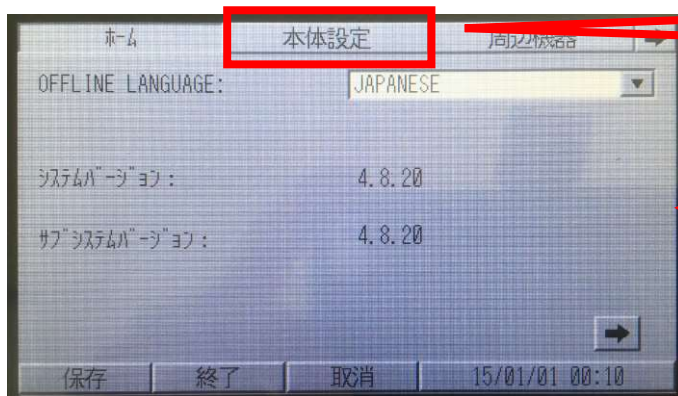 ホーム 本体設定 周辺機器
OFFLINE LANGUAGE: JAPANESE
システムバージョン: 4.8.20
サブシステムバージョン: 4.8.20
保存 終了 取消 15/01/01 00:10